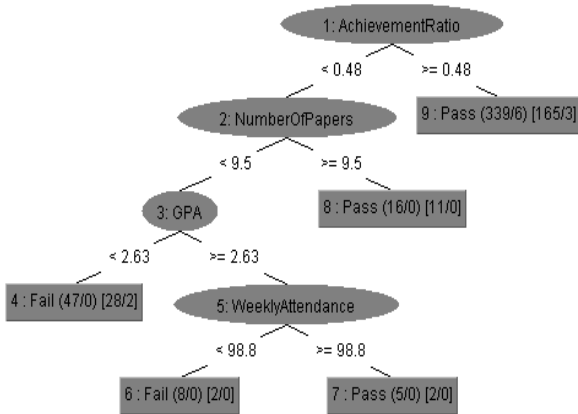 1: AchievementRatio
< 0.48 >= 0.48
2: NumberOfPapers
9 : Pass (339/6) [165/3]
< 9.5 >= 9.5
3: GPA
8 : Pass (16/0) [11/0]
< 2.63 >= 2.63
4 : Fail (47/0) [28/2]
5: WeeklyAttendance
< 98.8 >= 98.8
6 : Fail (8/0) [2/0]
7 : Pass (5/0) [2/0]